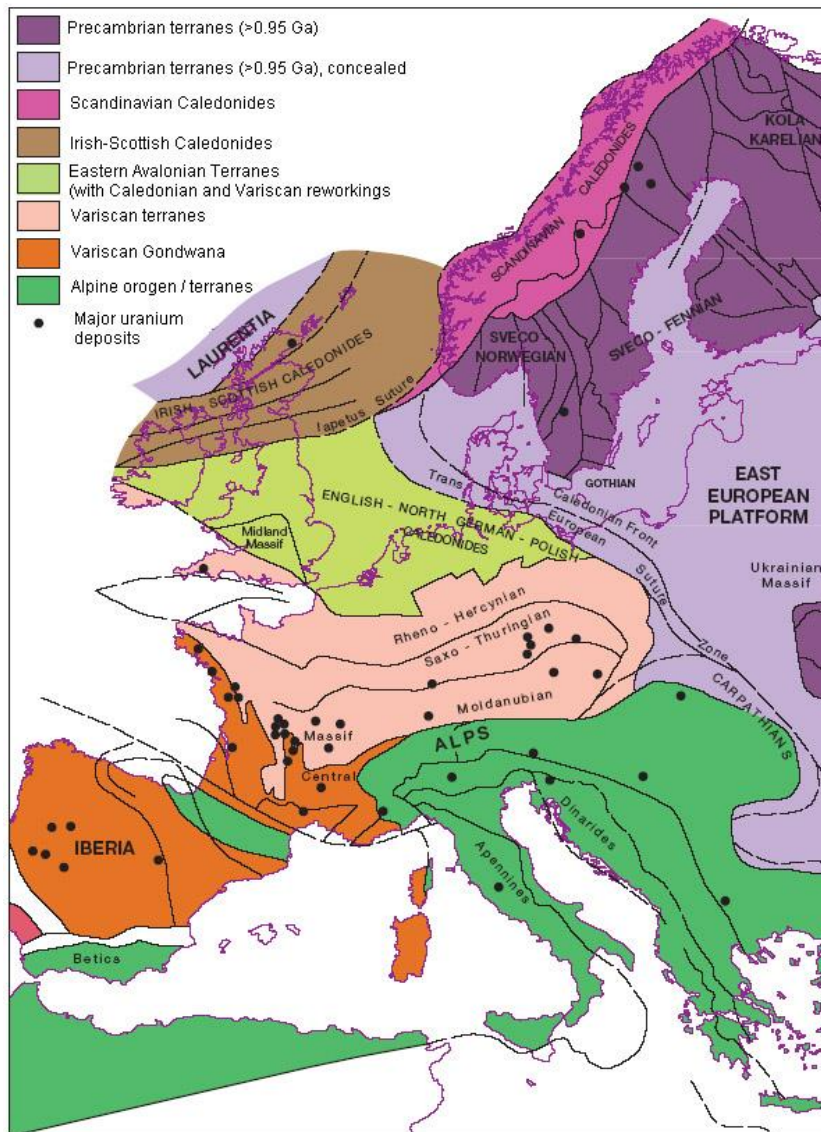 Precambrian terranes (>0.95 Ga)
Precambrian terranes (>0.95 Ga), concealed
Scandinavian Caledonides
Irish-Scottish Caledonides
Eastern Avalonian Terranes
(with Caledonian and Variscan reworkings
Variscan terranes
Variscan Gondwana
Alpine orogen / terranes
Major uranium
deposits
KOLA
KARELIAN
SCANDINAVIAN CALEDONIDES
LAURENTIA
SVECO -
NORWEGIAN
SVECO - FENNIAN
IRISH - SCOTTISH CALEDONIDES
Iapetus Suture
GOTHIAN
EAST
EUROPEAN
PLATFORM
Trans European Suture Zone
Caledonian Front
ENGLISH - NORTH GERMAN - POLISH
CALEDONIDES
Midland
Massif
Ukrainian
Massif
Rheno - Hercynian
Saxo - Thuringian
Moldanubian
CARPATHIANS
Massif
Central
ALPS
Dinarides
IBERIA
Apennines
Betics